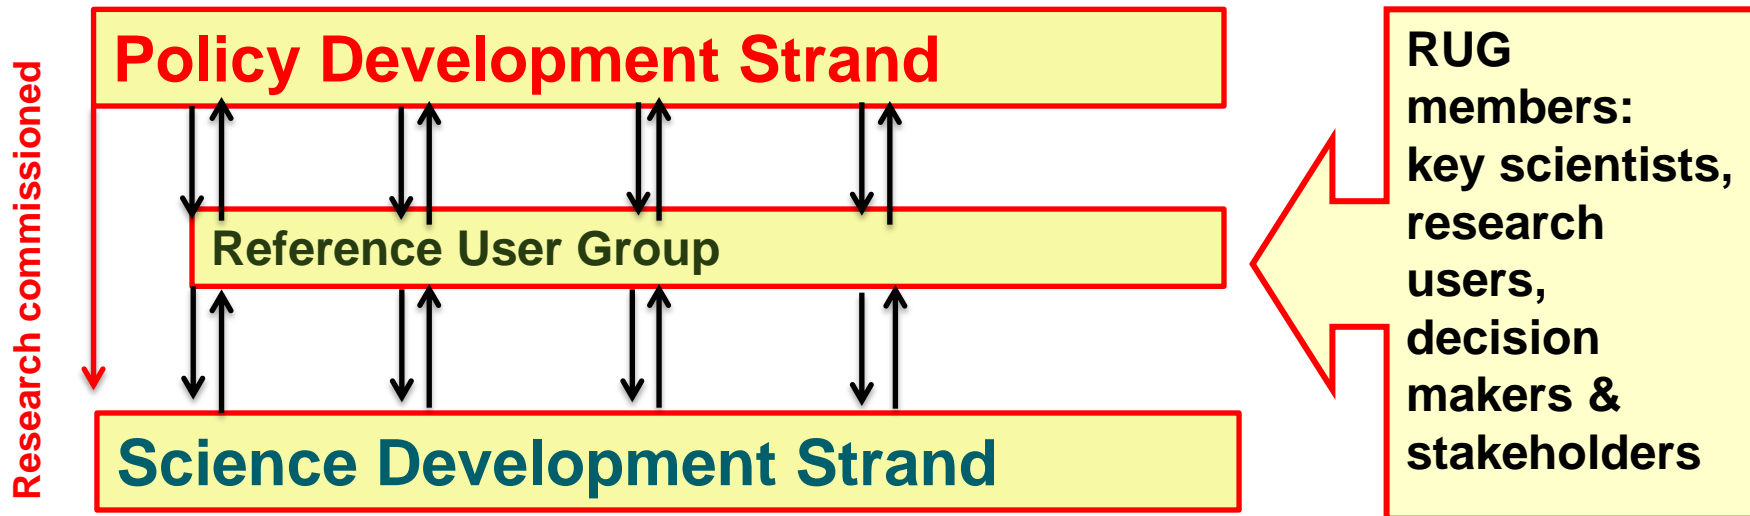 Research commissioned
Policy Development Strand
Reference User Group
Science Development Strand
RUG
members:
key scientists,
research
users,
decision
makers &
stakeholders